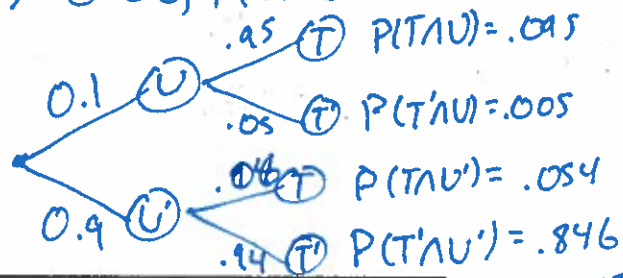 .95 T P(T∩U)=.095
0.1 U
.05 T' P(T'∩U)=.005
.06 T P(T∩U')=.054
0.9 U'
.94 T' P(T'∩U')=.846